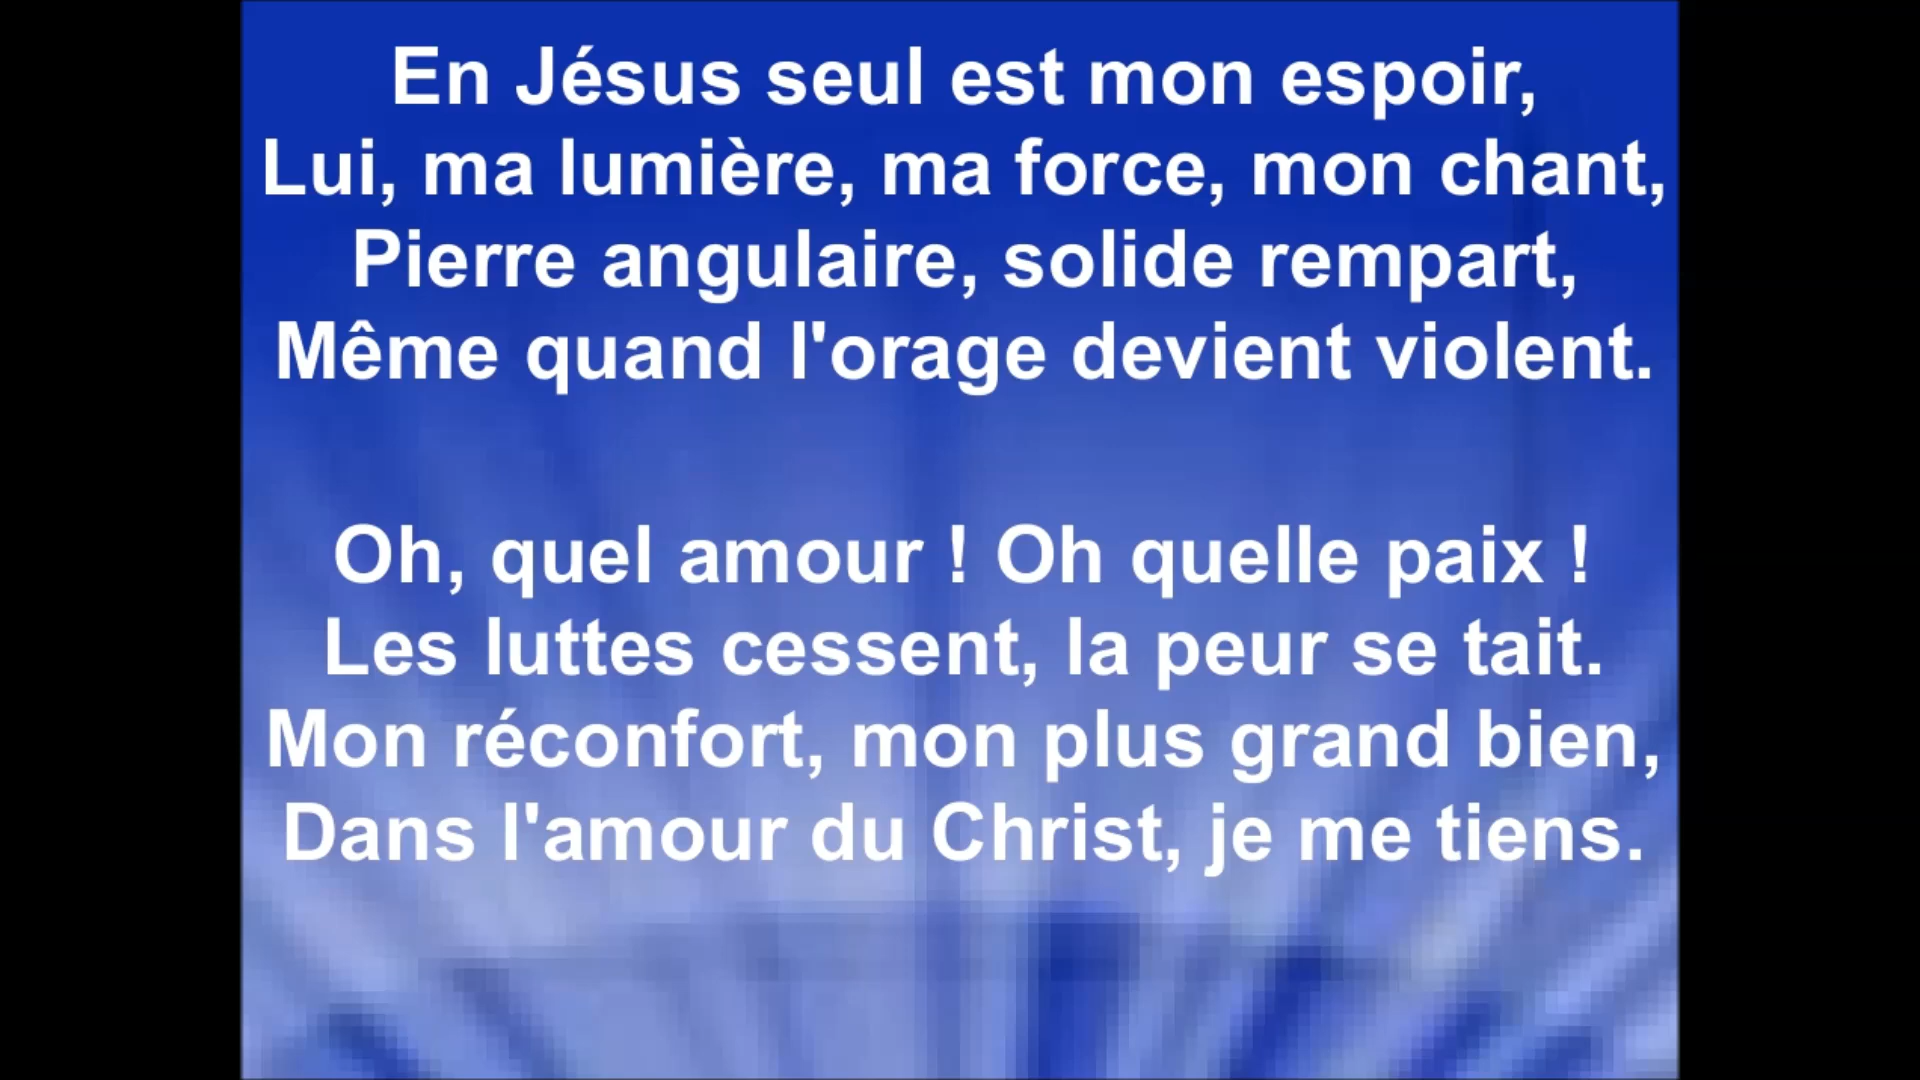 En Jésus seul est mon espoir,
Lui, ma lumière, ma force, mon chant,
Pierre angulaire, solide rempart,
Même quand l'orage devient violent.
Oh, quel amour ! Oh quelle paix !
Les luttes cessent, la peur se tait.
Mon réconfort, mon plus grand bien,
Dans l'amour du Christ, je me tiens.